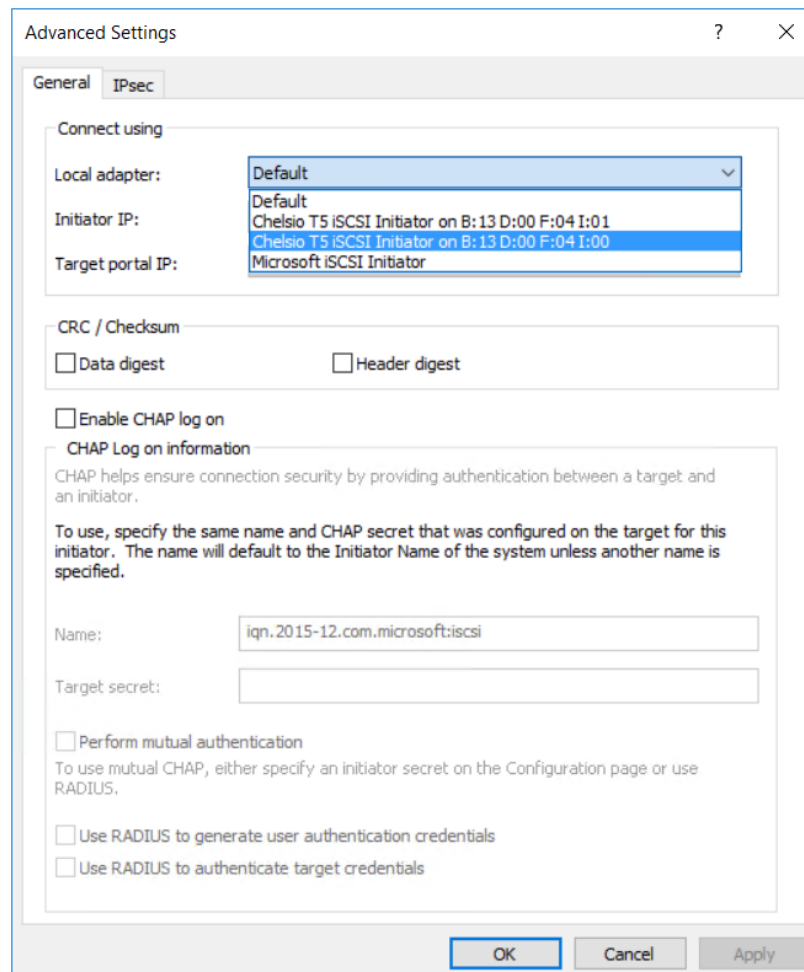 Advanced Settings
?
General
IPsec
Connect using
Local adapter:
Default
Default
Initiator IP:
Chelsio T5 iSCSI Initiator on B:13 D:00 F:04 I:01
Chelsio T5 iSCSI Initiator on B:13 D:00 F:04 I:00
Target portal IP:
Microsoft iSCSI Initiator
CRC / Checksum
Data digest
Header digest
Enable CHAP log on
CHAP Log on information
CHAP helps ensure connection security by providing authentication between a target and
an initiator.
To use, specify the same name and CHAP secret that was configured on the target for this
initiator.  The name will default to the Initiator Name of the system unless another name is
specified.
Name:
iqn.2015-12.com.microsoft:iscsi
Target secret:
Perform mutual authentication
To use mutual CHAP, either specify an initiator secret on the Configuration page or use
RADIUS.
Use RADIUS to generate user authentication credentials
Use RADIUS to authenticate target credentials
OK
Cancel
Apply